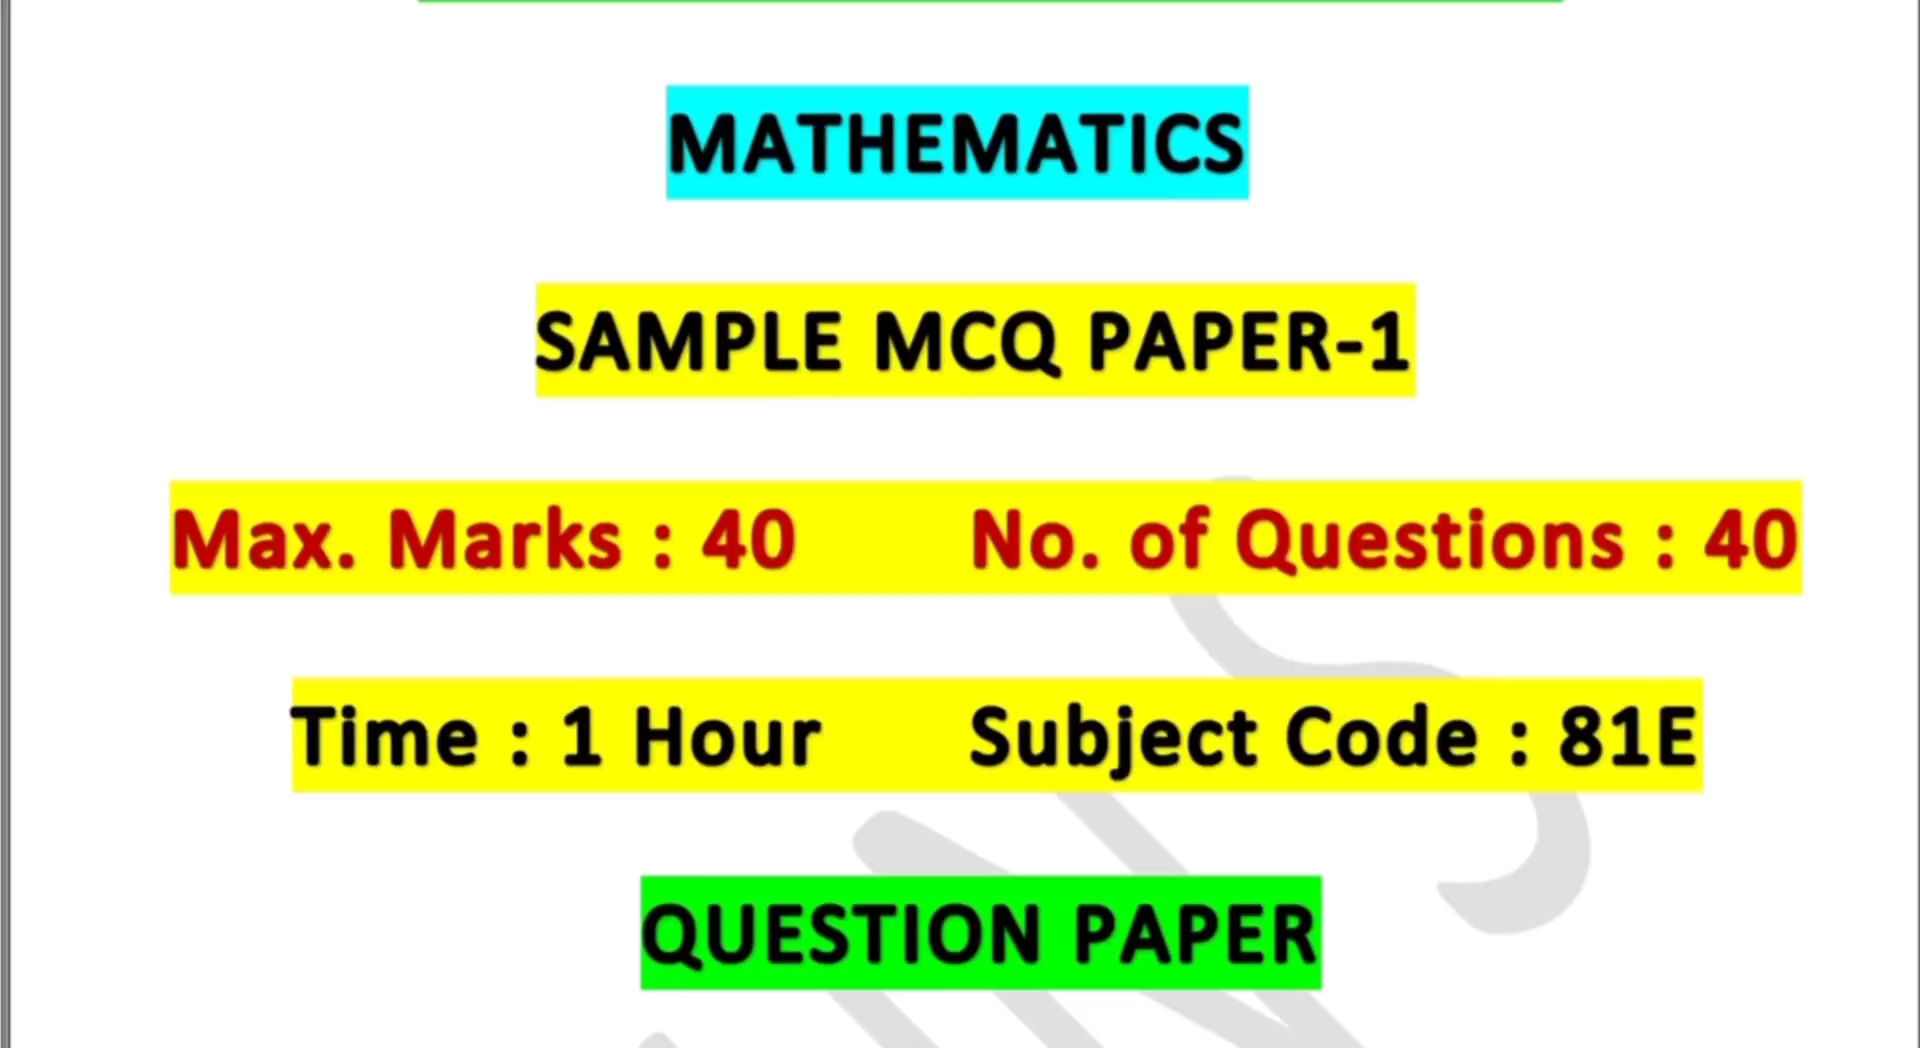 MATHEMATICS
SAMPLE MCQ PAPER-1
Max. Marks : 40 No. of Questions : 40
Time : 1 Hour Subject Code : 81E
QUESTION PAPER